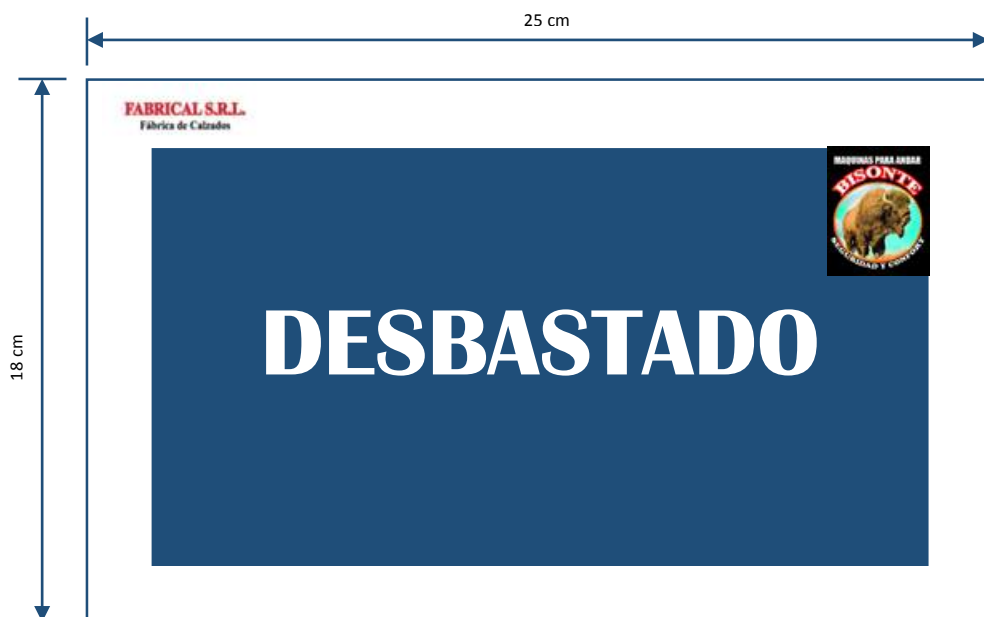 25 cm
FABRICAL S.R.L.
Fábrica de Calzados
MAQUINAS PARA ANDAR
BISONTE
SEGURIDAD Y CONFORT
DESBASTADO
18 cm